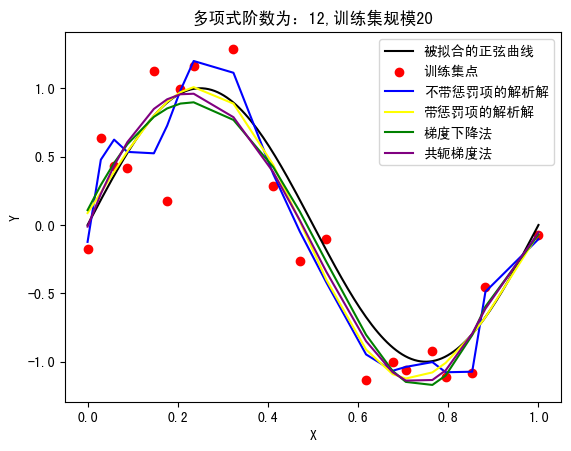 多项式阶数为: 12,训练集规模20
被拟合的正弦曲线
训练集点
不带惩罚项的解析解
带惩罚项的解析解
梯度下降法
共轭梯度法
1.0
0.5
0.0
−0.5
−1.0
Y
0.0 0.2 0.4 0.6 0.8 1.0
X